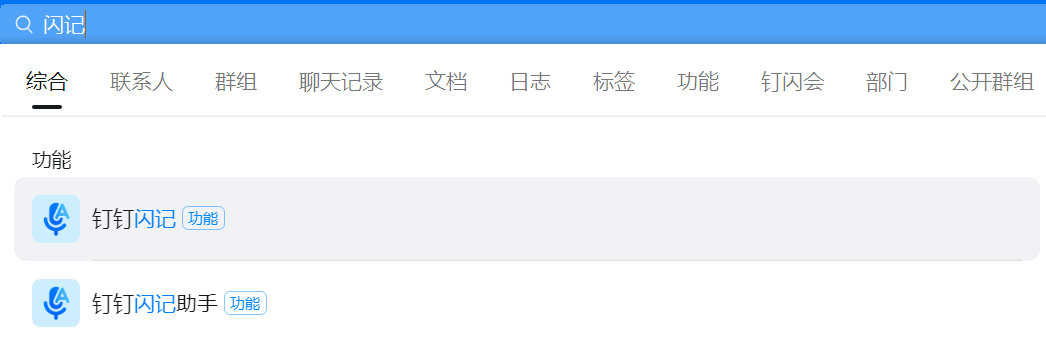 闪记
综合 联系人 群组 聊天记录 文档 日志 标签 功能 钉闪会 部门 公开群组
功能
钉钉闪记 功能
钉钉闪记助手 功能